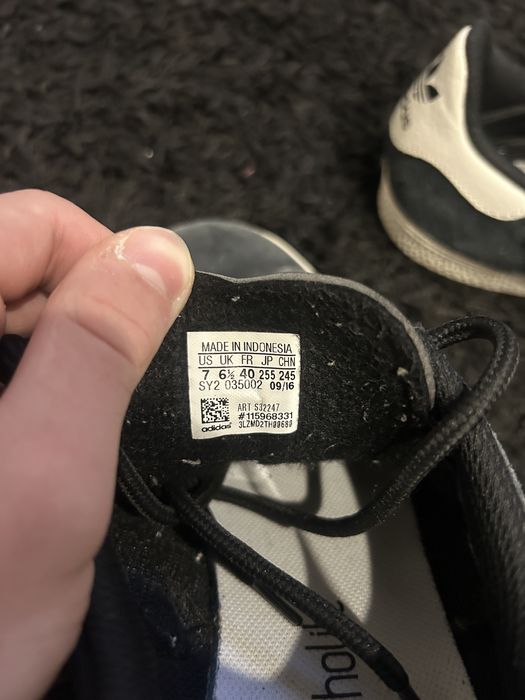 MADE IN INDONESIA
US UK FR JP CHN
7 6½ 40 255 245
SY2 035002 09/16
ART S32247
#115968331
adidas 3LZMD2TH00680